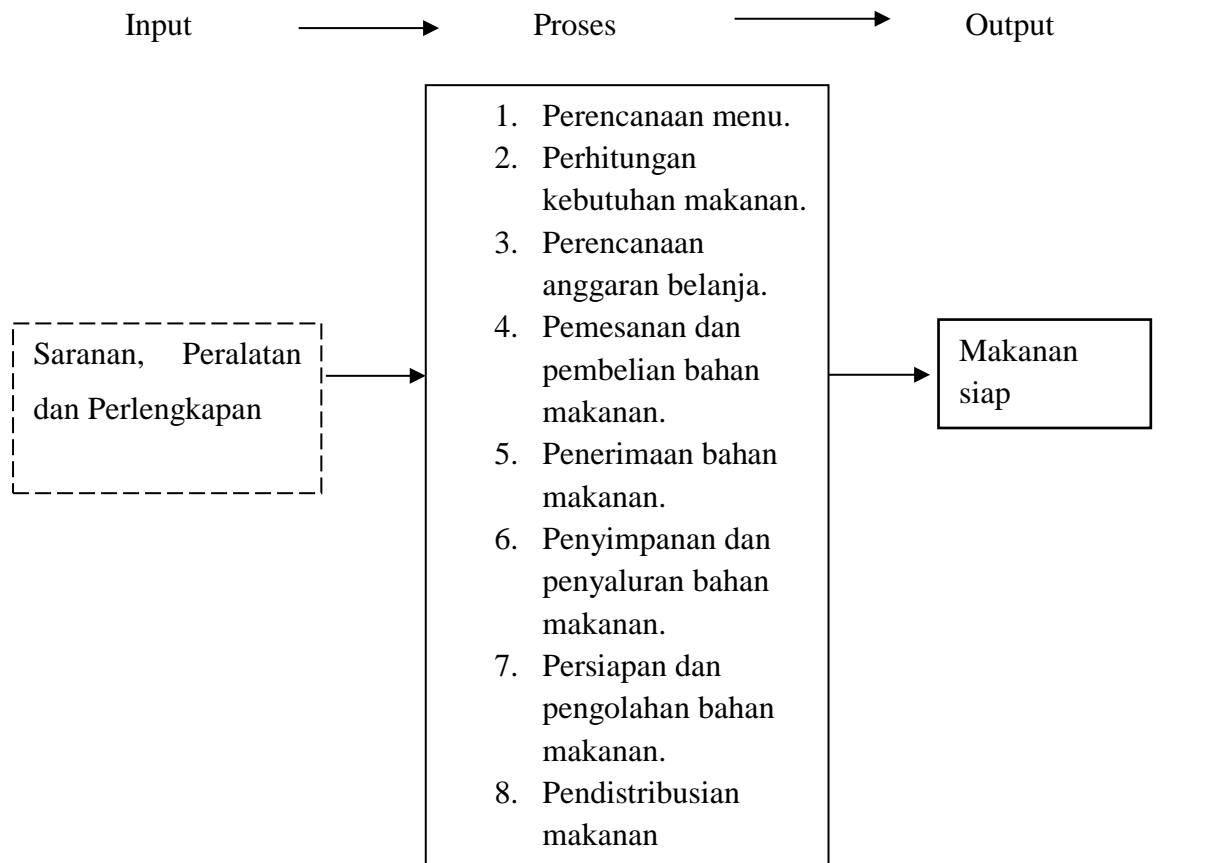 Input Proses Output
Saranan, Peralatan
dan Perlengkapan
1. Perencanaan menu.
2. Perhitungan
kebutuhan makanan.
3. Perencanaan
anggaran belanja.
4. Pemesanan dan
pembelian bahan
makanan.
5. Penerimaan bahan
makanan.
6. Penyimpanan dan
penyaluran bahan
makanan.
7. Persiapan dan
pengolahan bahan
makanan.
8. Pendistribusian
makanan
Makanan
siap